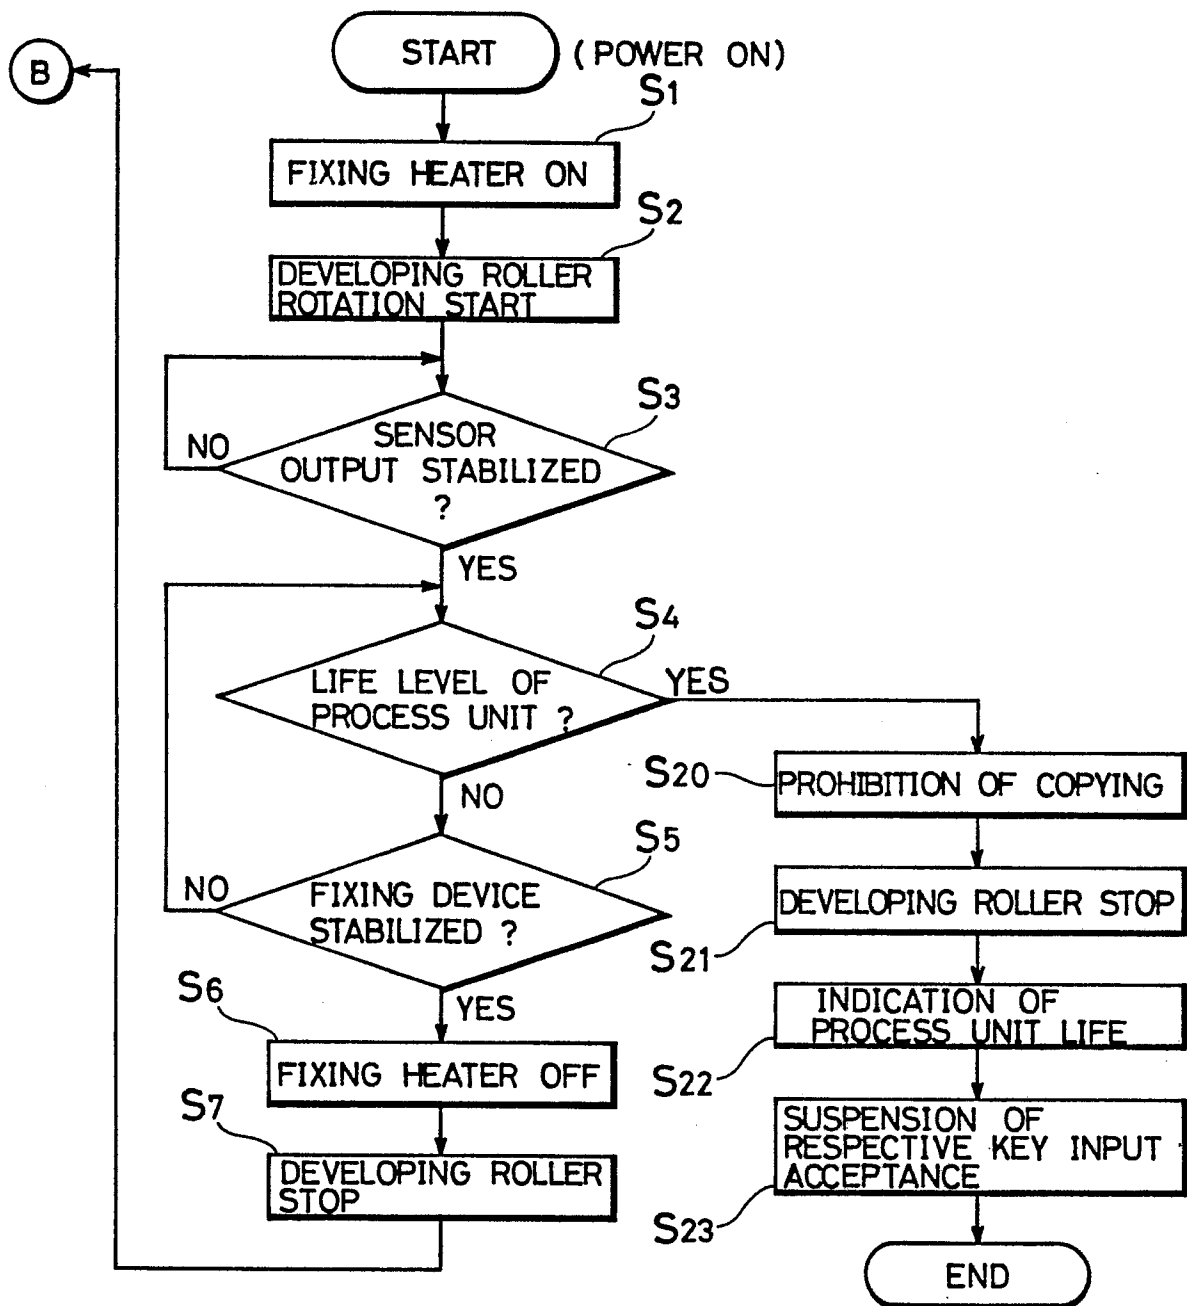 START (POWER ON)
B
S1
FIXING HEATER ON
S2
DEVELOPING ROLLER
ROTATION START
S3
NO
SENSOR
OUTPUT STABILIZED
?
YES
S4
LIFE LEVEL OF
PROCESS UNIT ?
YES
NO
S5
NO
FIXING DEVICE
STABILIZED ?
YES
S6
FIXING HEATER OFF
S7
DEVELOPING ROLLER
STOP
S20
PROHIBITION OF COPYING
DEVELOPING ROLLER STOP
S21
INDICATION OF
PROCESS UNIT LIFE
S22
SUSPENSION OF
RESPECTIVE KEY INPUT
ACCEPTANCE
S23
END